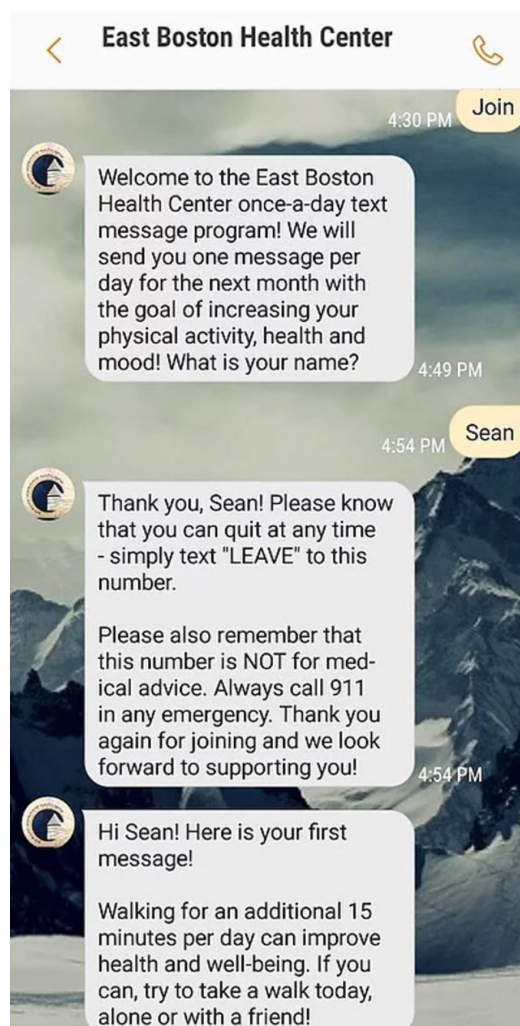 East Boston Health Center
Join
4:30 PM
Welcome to the East Boston
Health Center once-a-day text
message program! We will
send you one message per
day for the next month with
the goal of increasing your
physical activity, health and
mood! What is your name?
4:49 PM
Sean
4:54 PM
Thank you, Sean! Please know
that you can quit at any time
- simply text "LEAVE" to this
number.
Please also remember that
this number is NOT for med-
ical advice. Always call 911
in any emergency. Thank you
again for joining and we look
forward to supporting you!
4:54 PM
Hi Sean! Here is your first
message!
Walking for an additional 15
minutes per day can improve
health and well-being. If you
can, try to take a walk today,
alone or with a friend!